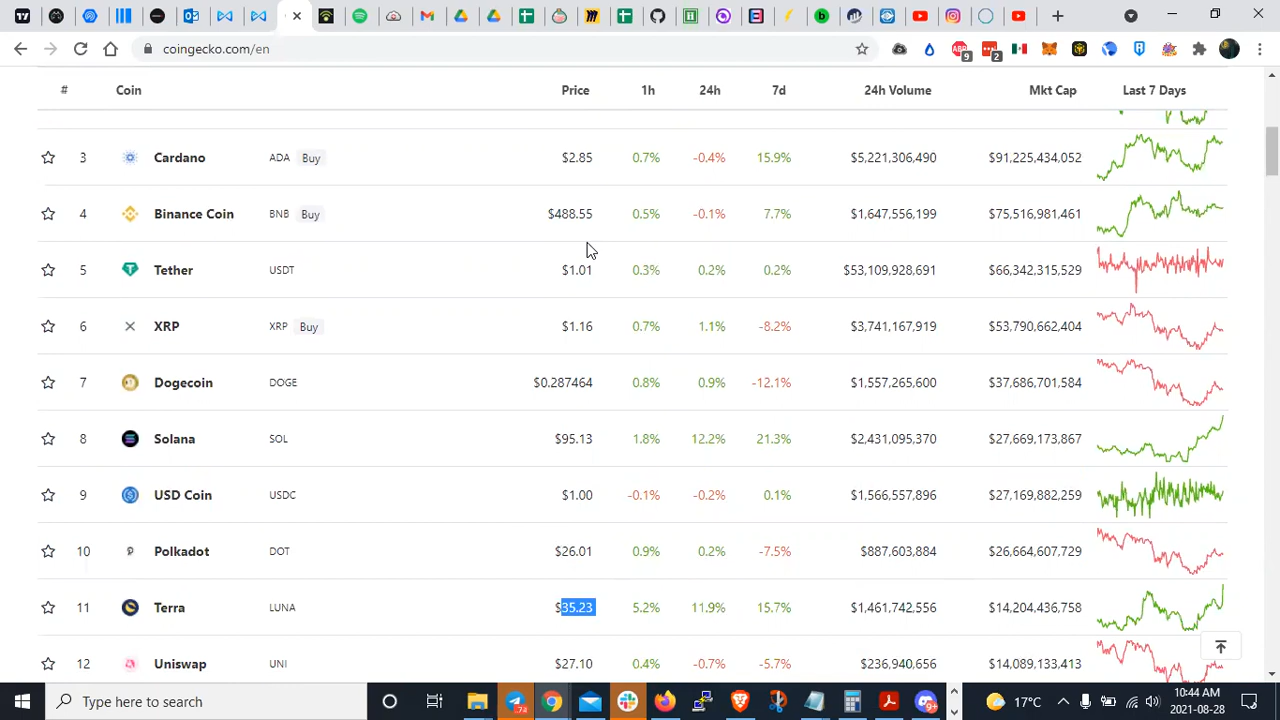 coingecko.com/en
9
2
# Coin Price 1h 24h 7d 24h Volume Mkt Cap Last 7 Days
3 Cardano ADA Buy $2.85 0.7% -0.4% 15.9% $5,221,306,490 $91,225,434,052
4 Binance Coin BNB Buy $488.55 0.5% -0.1% 7.7% $1,647,556,199 $75,516,981,461
5 Tether USDT $1.01 0.3% 0.2% 0.2% $53,109,928,691 $66,342,315,529
6 XRP XRP Buy $1.16 0.7% 1.1% -8.2% $3,741,167,919 $53,790,662,404
7 Dogecoin DOGE $0.287464 0.8% 0.9% -12.1% $1,557,265,600 $37,686,701,584
8 Solana SOL $95.13 1.8% 12.2% 21.3% $2,431,095,370 $27,669,173,867
9 USD Coin USDC $1.00 -0.1% -0.2% 0.1% $1,566,557,896 $27,169,882,259
10 Polkadot DOT $26.01 0.9% 0.2% -7.5% $887,603,884 $26,664,607,729
11 Terra LUNA $35.23 5.2% 11.9% 15.7% $1,461,742,556 $14,204,436,758
12 Uniswap UNI $27.10 0.4% -0.7% -5.7% $236,940,656 $14,089,133,413
Type here to search
17°C
10:44 AM
2021-08-28